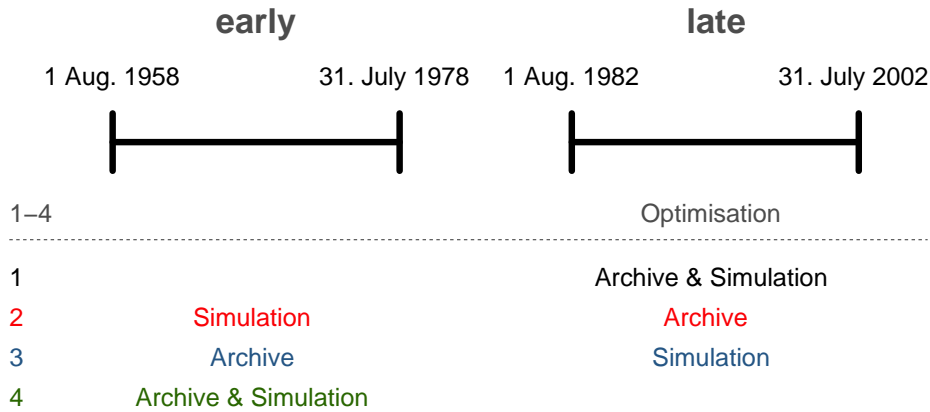 early late
1 Aug. 1958 31. July 1978 1 Aug. 1982 31. July 2002
1–4 Optimisation
1 Archive & Simulation
2 Simulation Archive
3 Archive Simulation
4 Archive & Simulation